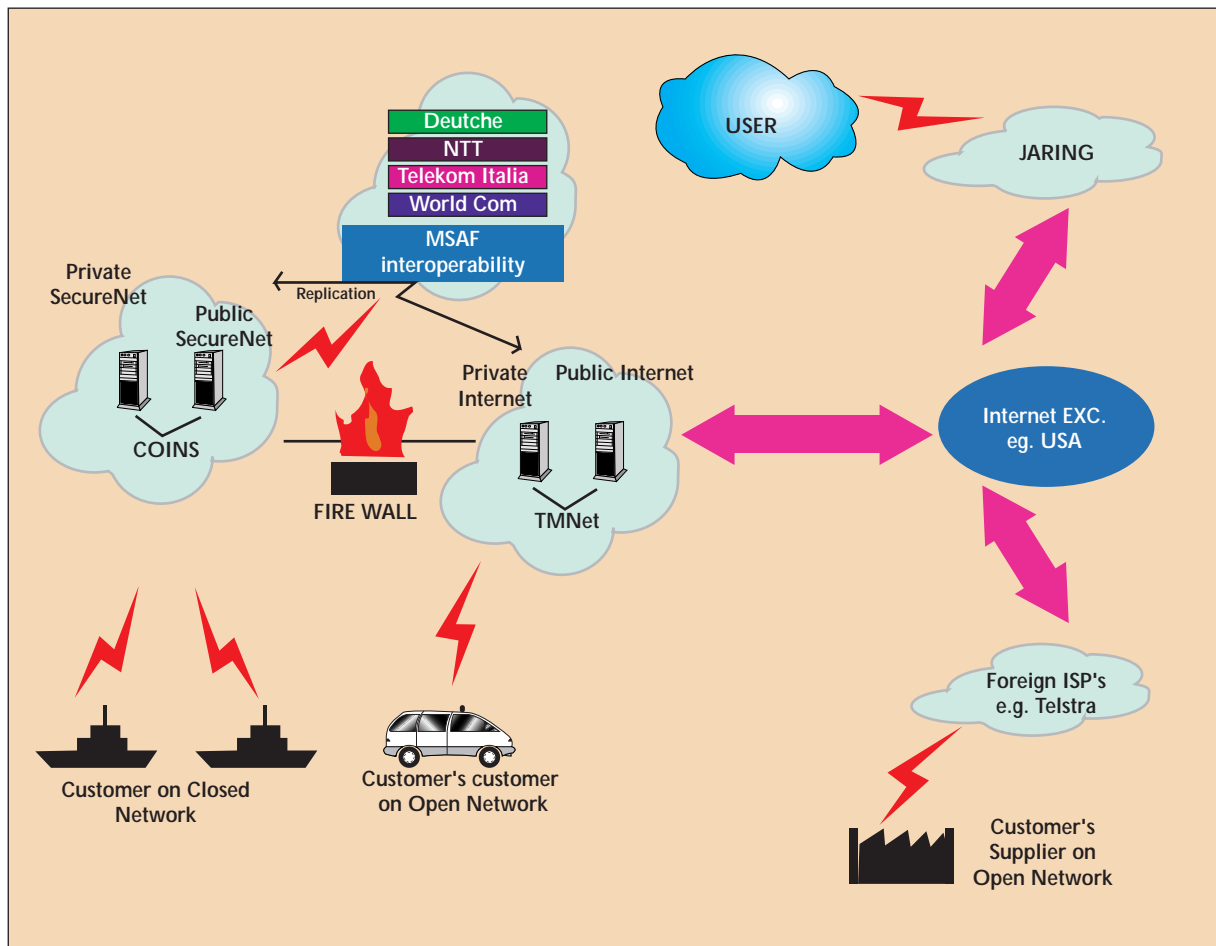 Deutche
NTT
Telekom Italia
World Com
MSAF
interoperability
USER
JARING
Private
SecureNet
Replication
Public
SecureNet
COINS
FIRE WALL
Private
Internet
Public Internet
TMNet
Internet EXC.
eg. USA
Foreign ISP's
e.g. Telstra
Customer on Closed
Network
Customer's customer
on Open Network
Customer's
Supplier on
Open Network